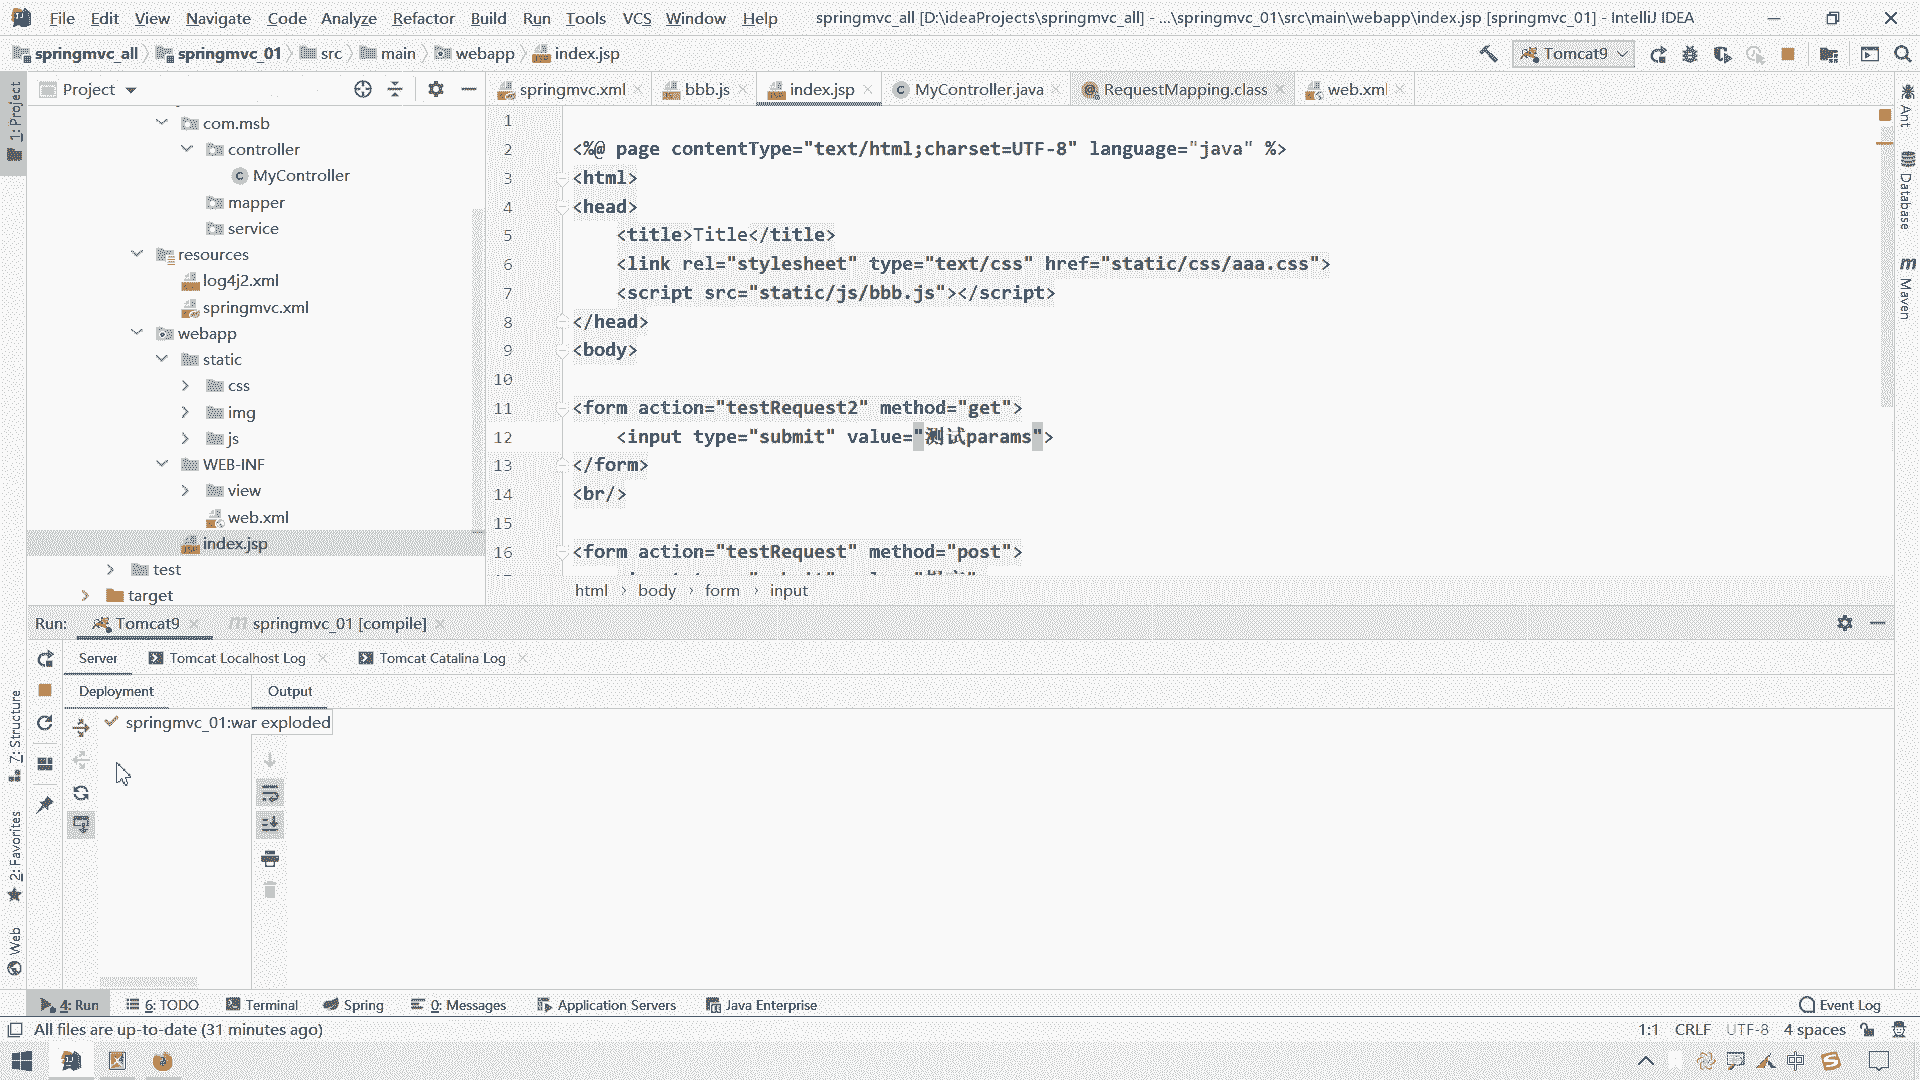 File Edit View Navigate Code Analyze Refactor Build Run Tools VCS Window Help springmvc_all [D:\ideaProjects\springmvc_all] - ...\springmvc_01\src\main\webapp\index.jsp [springmvc_01] - IntelliJ IDEA
springmvc_all springmvc_01 src main webapp index.jsp Tomcat9
1: Project
Project
springmvc.xml bbb.js index.jsp MyController.java RequestMapping.class web.xml
Ant
Database
Maven
com.msb
controller
MyController
mapper
service
resources
log4j2.xml
springmvc.xml
webapp
static
css
img
js
WEB-INF
view
web.xml
index.jsp
test
target
1
2 <%@ page contentType="text/html;charset=UTF-8" language="java" %>
3 <html>
4 <head>
5 <title>Title</title>
6 <link rel="stylesheet" type="text/css" href="static/css/aaa.css">
7 <script src="static/js/bbb.js"></script>
8 </head>
9 <body>
10
11 <form action="testRequest2" method="get">
12 <input type="submit" value="测试params">
13 </form>
14 <br/>
15
16 <form action="testRequest" method="post">
html body form input
Run: Tomcat9 springmvc_01 [compile]
Server Tomcat Localhost Log Tomcat Catalina Log
Deployment Output
springmvc_01:war exploded
Z: Structure
2: Favorites
Web
4: Run 6: TODO Terminal Spring 0: Messages Application Servers Java Enterprise Event Log
All files are up-to-date (31 minutes ago) 1:1 CRLF UTF-8 4 spaces
中